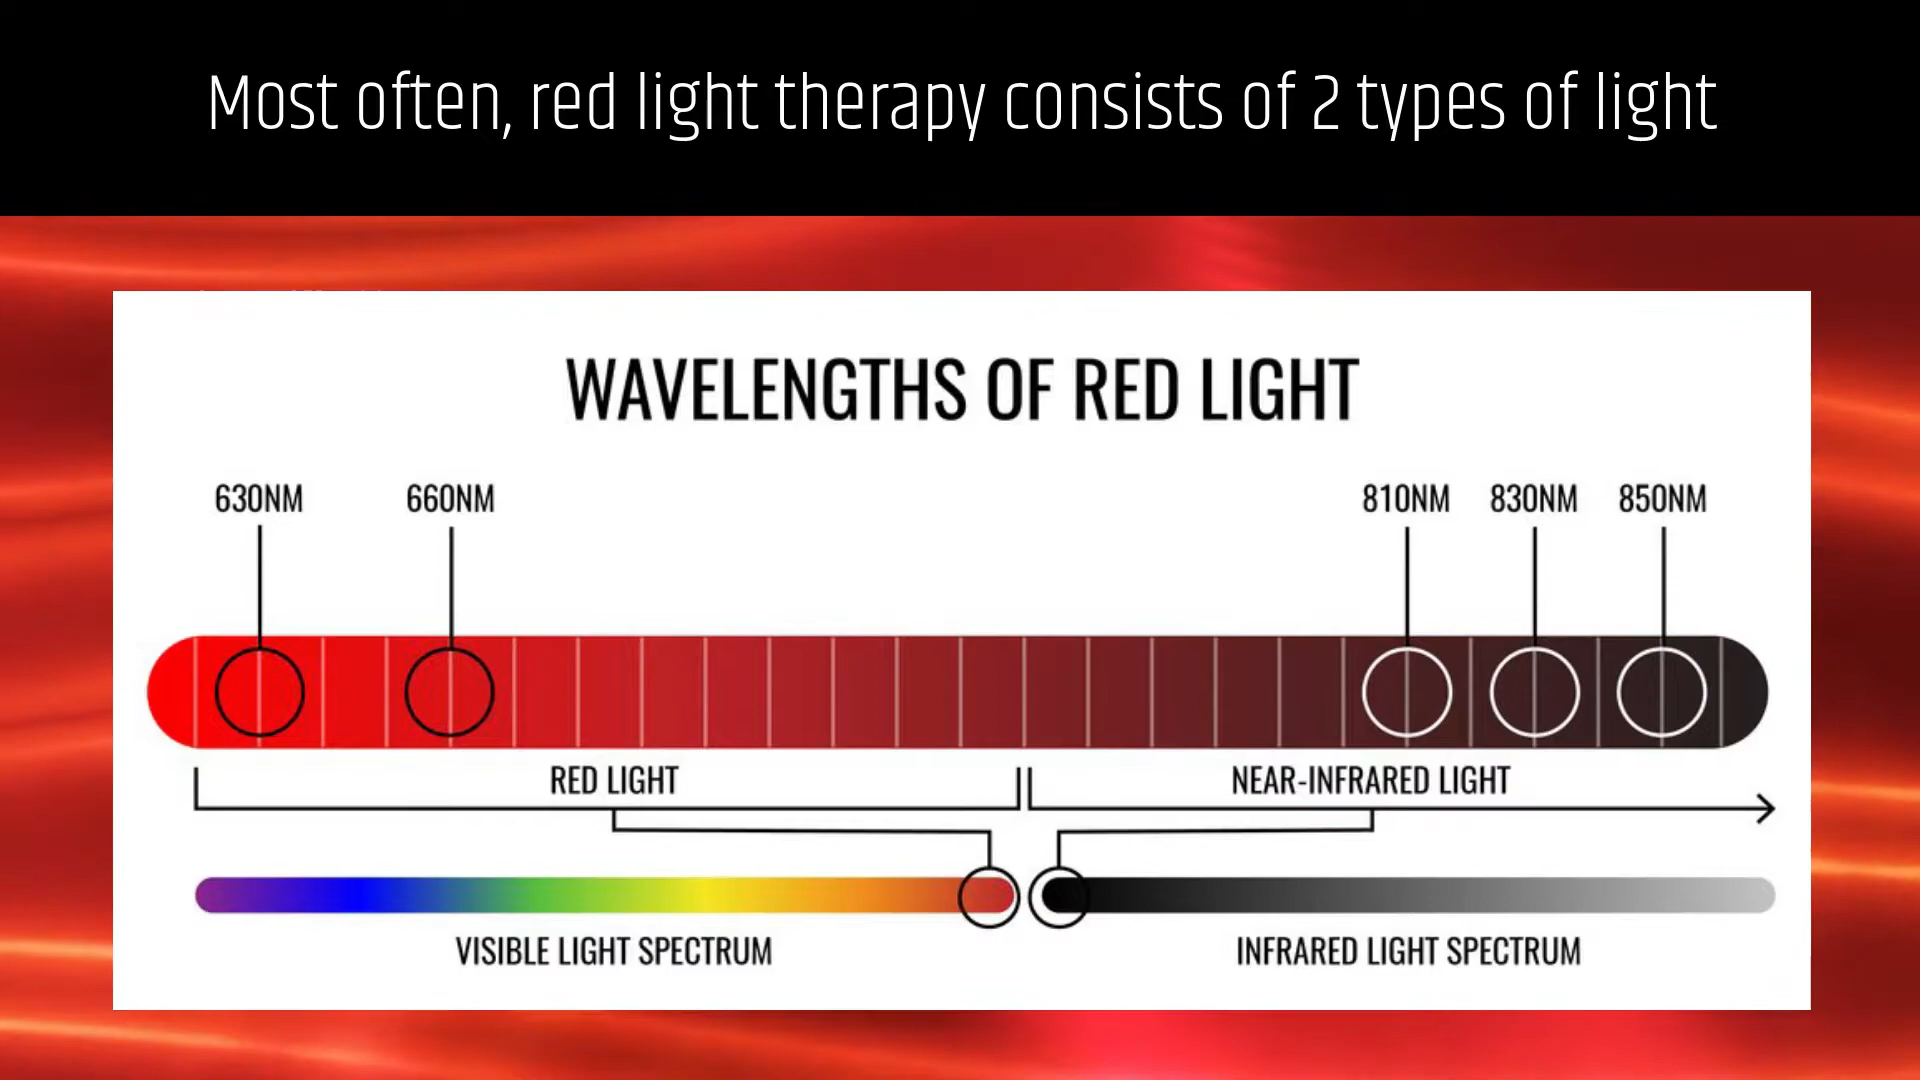 Most often, red light therapy consists of 2 types of light
WAVELENGTHS OF RED LIGHT
630NM 660NM 810NM 830NM 850NM
RED LIGHT NEAR-INFRARED LIGHT
VISIBLE LIGHT SPECTRUM INFRARED LIGHT SPECTRUM